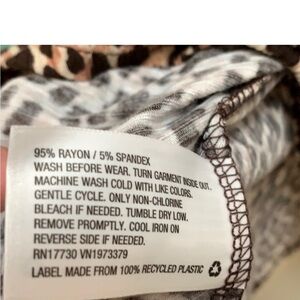 95% RAYON / 5% SPANDEX
WASH BEFORE WEAR. TURN GARMENT INSIDE OUT.
MACHINE WASH COLD WITH LIKE COLORS.
GENTLE CYCLE. ONLY NON-CHLORINE
BLEACH IF NEEDED. TUMBLE DRY LOW.
REMOVE PROMPTLY. COOL IRON ON
REVERSE SIDE IF NEEDED.
RN17730 VN1973379
LABEL MADE FROM 100% RECYCLED PLASTIC